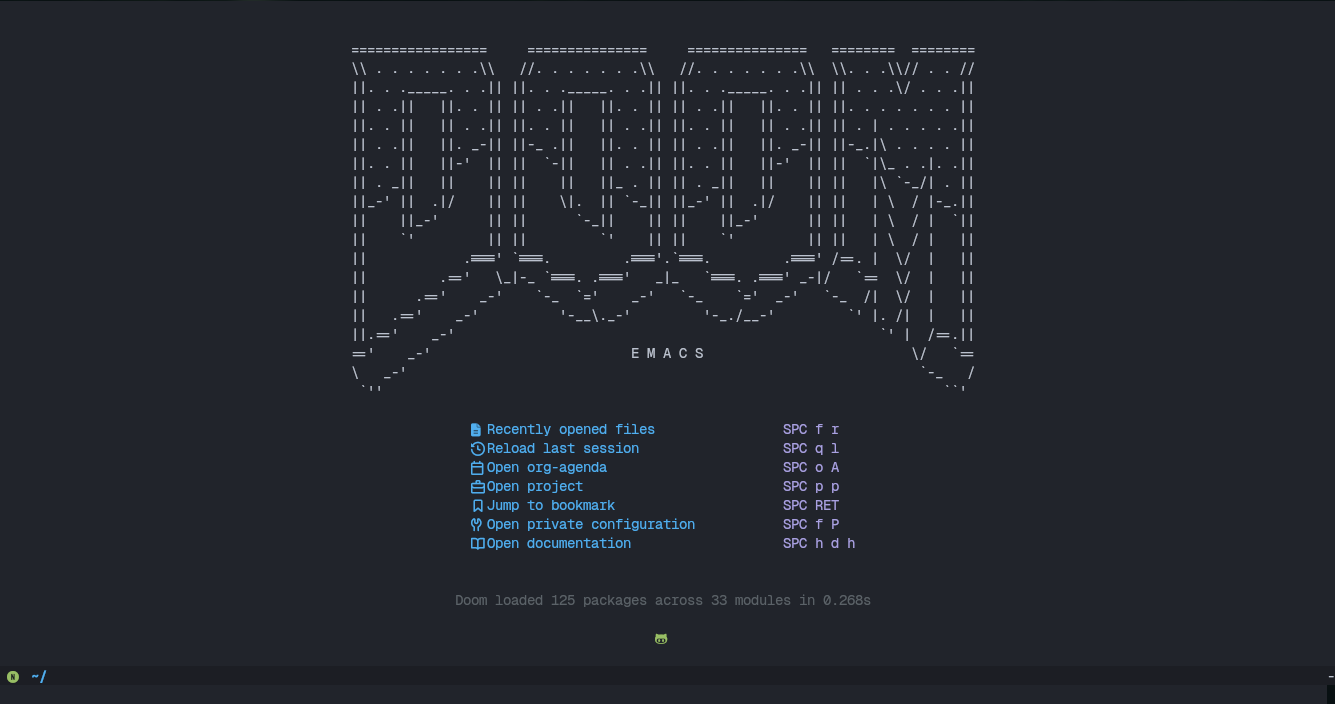 EMACS
Recently opened files SPC f r
Reload last session SPC q l
Open org-agenda SPC o A
Open project SPC p p
Jump to bookmark SPC RET
Open private configuration SPC f P
Open documentation SPC h d h
Doom loaded 125 packages across 33 modules in 0.268s
N ~/